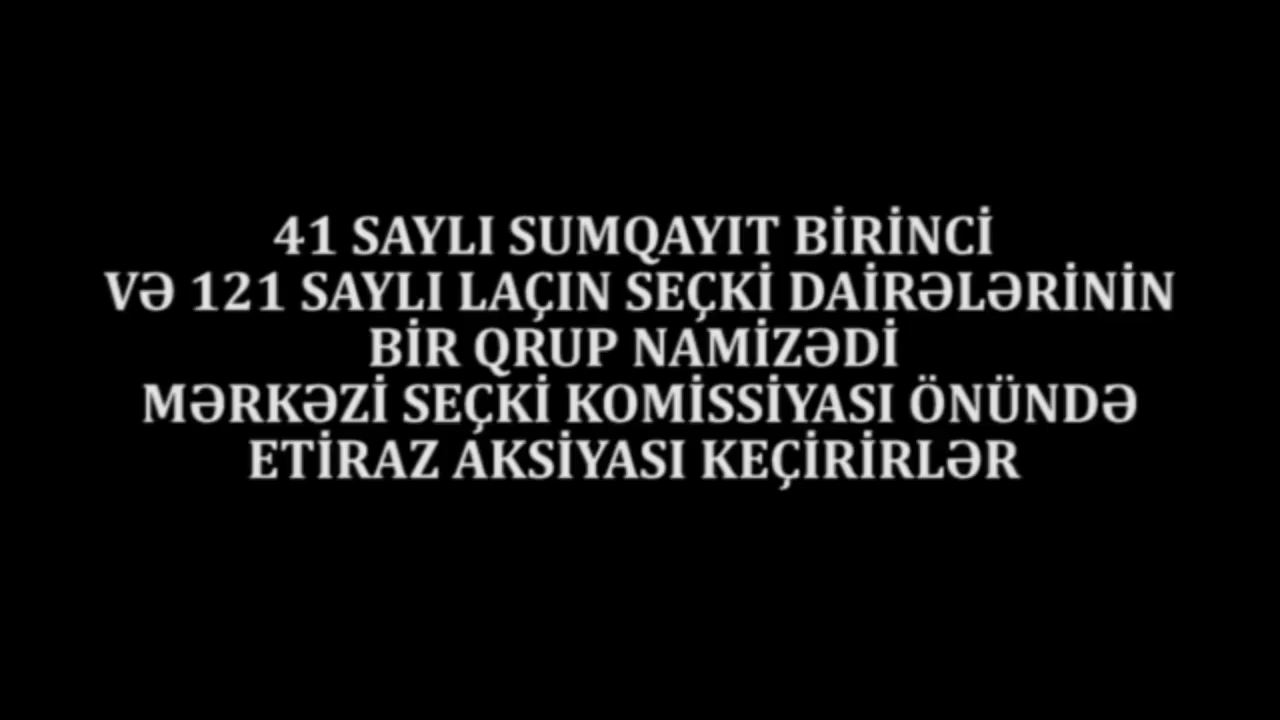 41 SAYLI SUMQAYIT BİRİNCİ
VƏ 121 SAYLI LAÇIN SEÇKİ DAİRƏLƏRİNİN
BİR QRUP NAMİZƏDİ
MƏRKƏZİ SEÇKİ KOMİSSİYASI ÖNÜNDƏ
ETİRAZ AKSİYASI KEÇİRİRLƏR